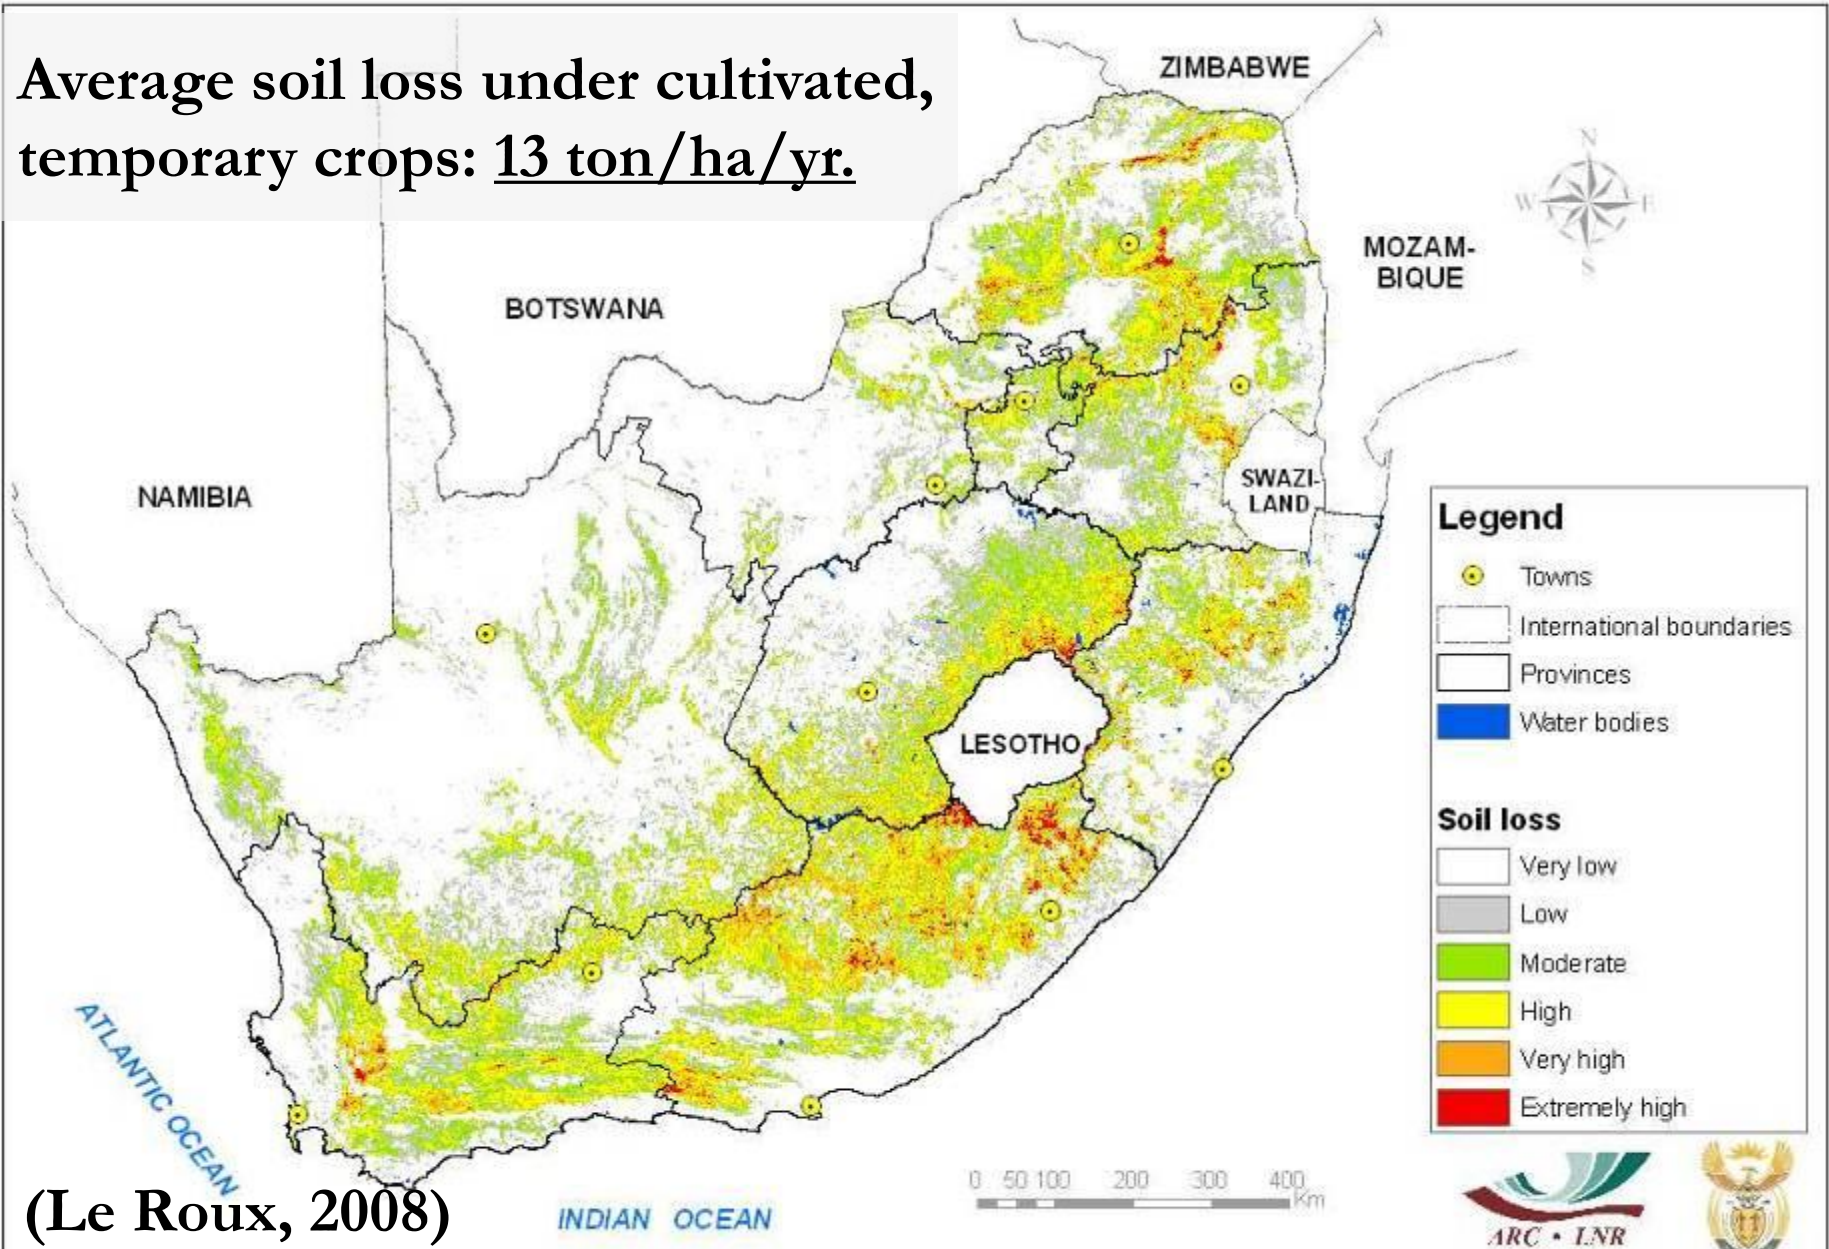 Average soil loss under cultivated,
temporary crops: 13 ton/ha/yr.
ZIMBABWE
N
W
E
S
MOZAM-
BIQUE
BOTSWANA
NAMIBIA
SWAZI-
LAND
LESOTHO
Legend
Towns
International boundaries
Provinces
Water bodies
Soil loss
Very low
Low
Moderate
High
Very high
Extremely high
ATLANTIC OCEAN
(Le Roux, 2008)
INDIAN OCEAN
0 50 100 200 300 400
Km
ARC • LNR